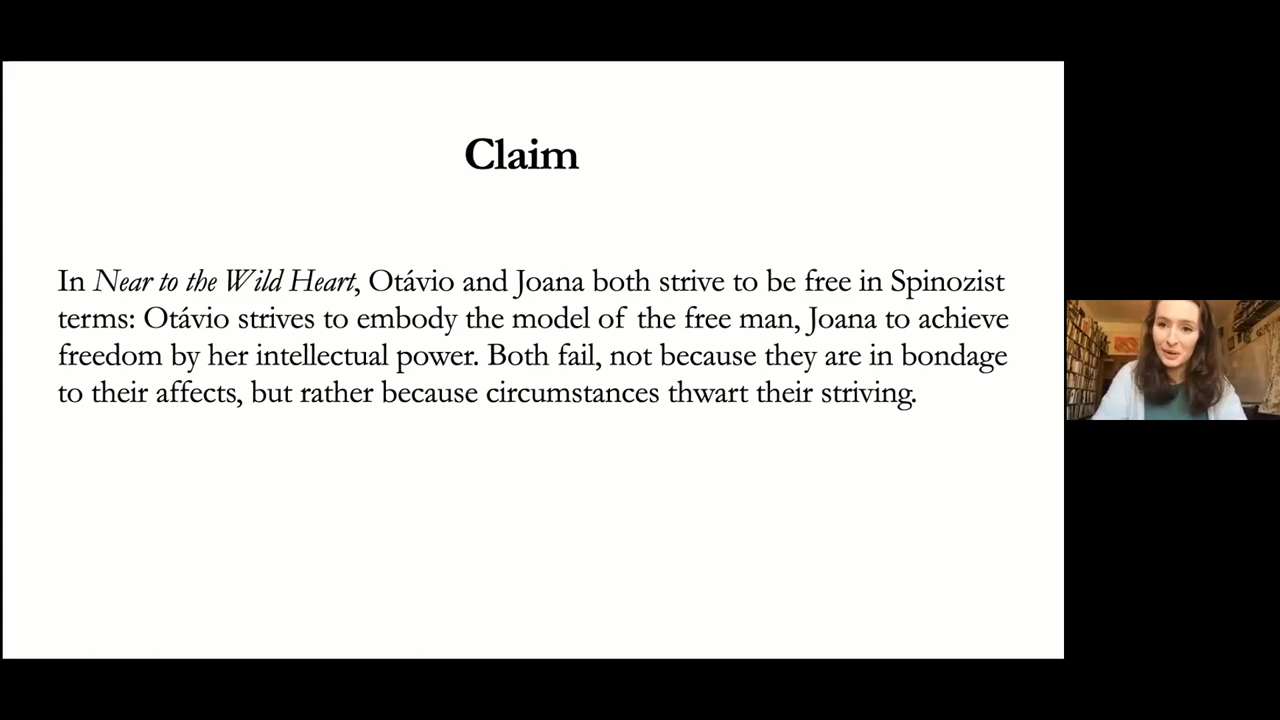 Claim
In Near to the Wild Heart, Otávio and Joana both strive to be free in Spinozist
terms: Otávio strives to embody the model of the free man, Joana to achieve
freedom by her intellectual power. Both fail, not because they are in bondage
to their affects, but rather because circumstances thwart their striving.